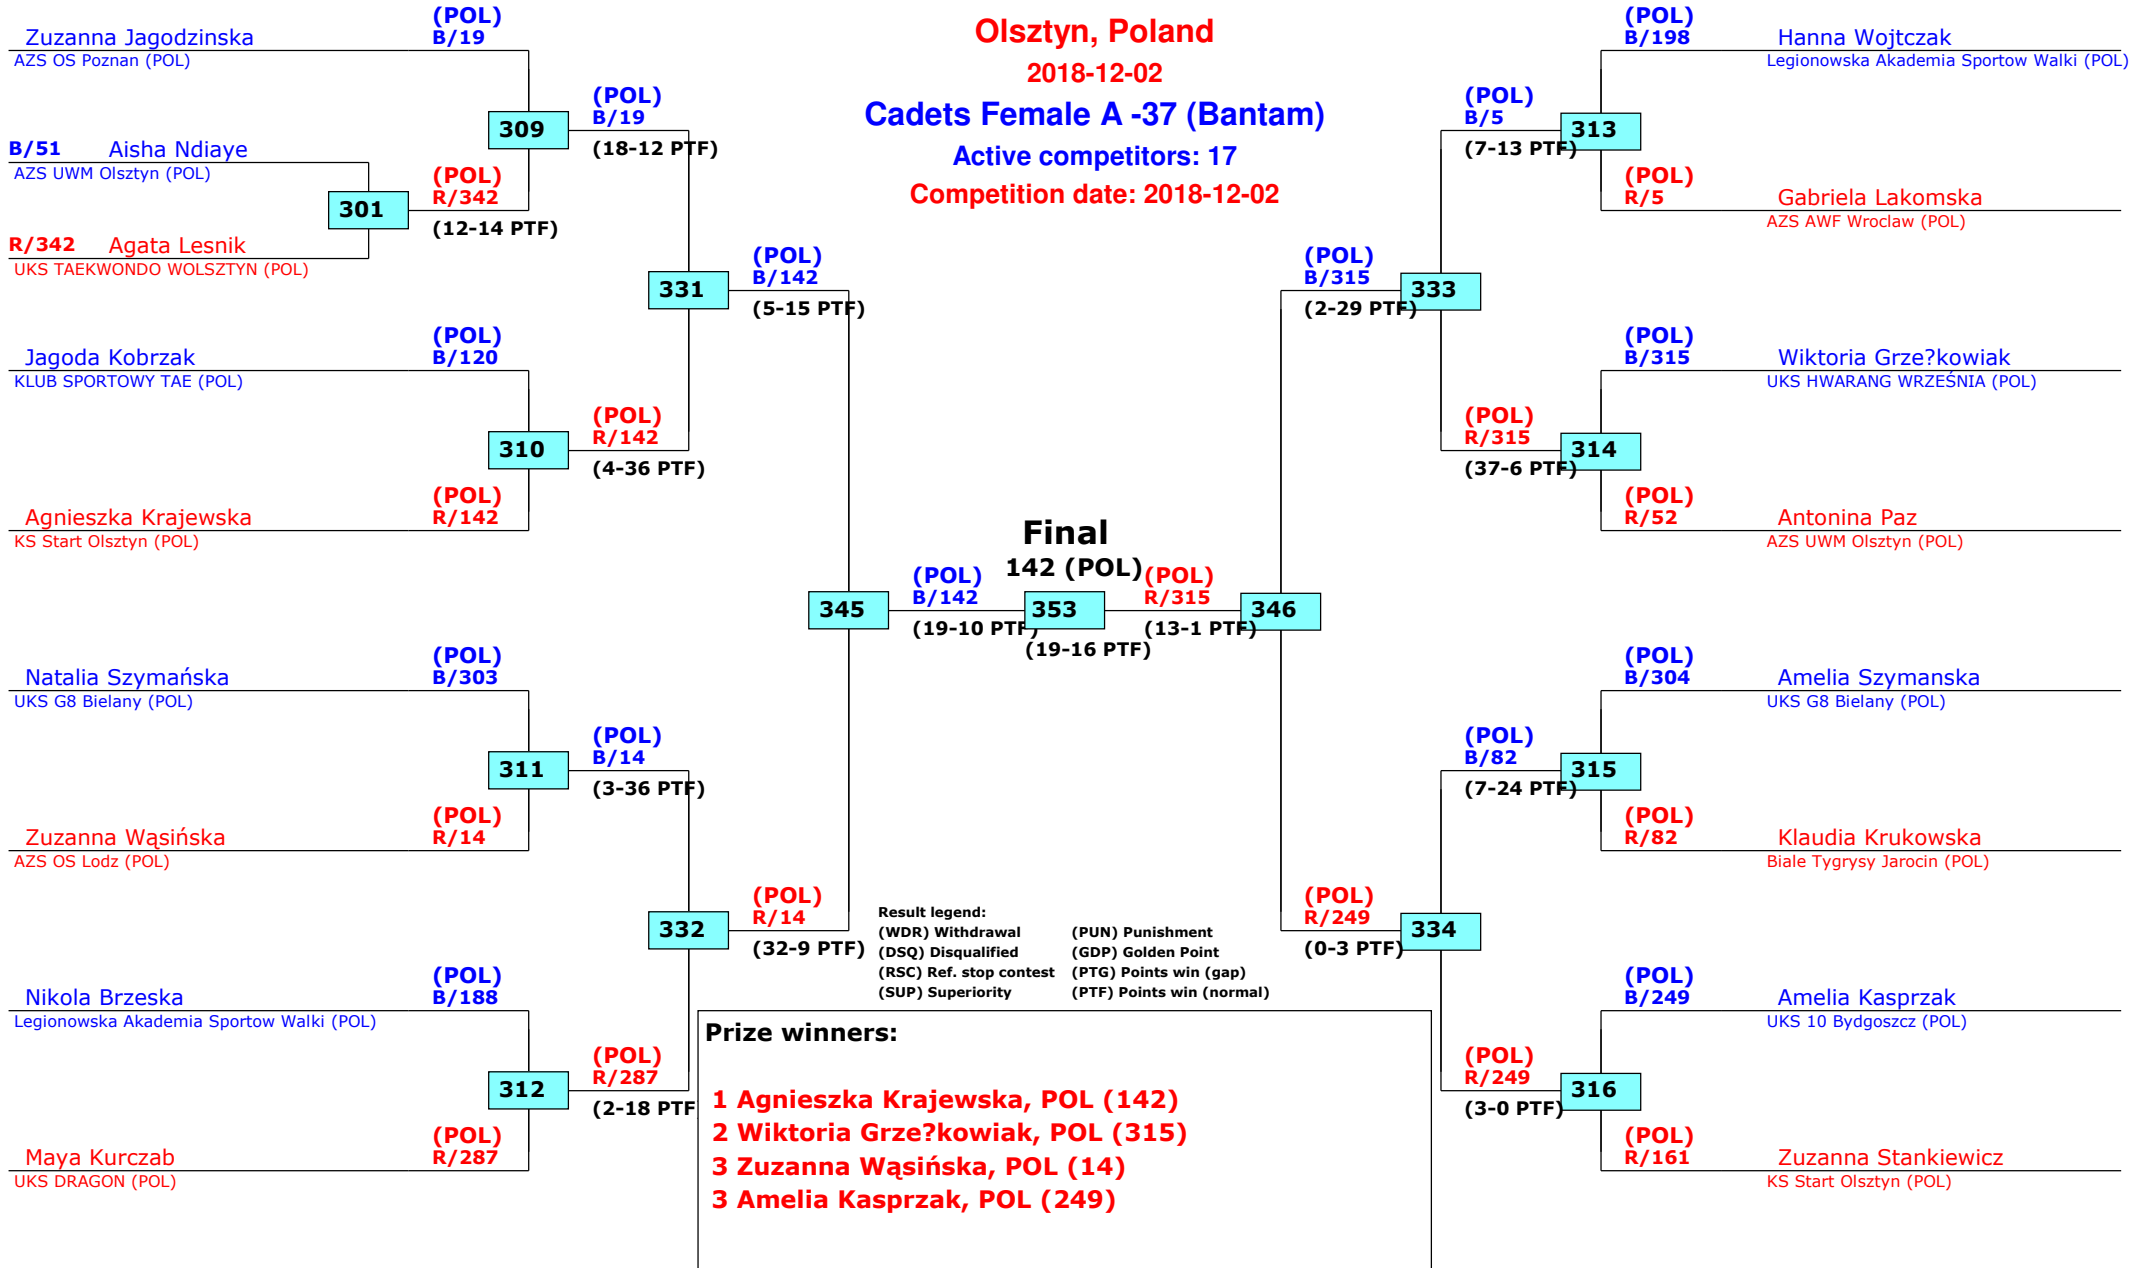 Olsztyn, Poland
2018-12-02
Cadets Female A -37 (Bantam)
Active competitors: 17
Competition date: 2018-12-02
(POL)
Zuzanna Jagodzinska B/19
AZS OS Poznan (POL)
(POL)
B/19
309
(18-12 PTF)
B/51 Aisha Ndiaye
AZS UWM Olsztyn (POL)
(POL)
R/342
301
(12-14 PTF)
R/342 Agata Lesnik
UKS TAEKWONDO WOLSZTYN (POL)
(POL)
B/142
331
(5-15 PTF)
(POL)
Jagoda Kobrzak B/120
KLUB SPORTOWY TAE (POL)
(POL)
R/142
310
(4-36 PTF)
(POL)
Agnieszka Krajewska R/142
KS Start Olsztyn (POL)
Final
142 (POL)
(POL)
B/142
345
(19-10 PTF)
353
(19-16 PTF)
(POL)
R/315
346
(13-1 PTF)
(POL)
Natalia Szymańska B/303
UKS G8 Bielany (POL)
(POL)
B/14
311
(3-36 PTF)
(POL)
Zuzanna Wąsińska R/14
AZS OS Lodz (POL)
(POL)
R/14
332
(32-9 PTF)
(POL)
Nikola Brzeska B/188
Legionowska Akademia Sportow Walki (POL)
(POL)
R/287
312
(2-18 PTF
(POL)
Maya Kurczab R/287
UKS DRAGON (POL)
(POL)
B/198 Hanna Wojtczak
Legionowska Akademia Sportow Walki (POL)
(POL)
B/5
313
(7-13 PTF)
(POL)
R/5 Gabriela Lakomska
AZS AWF Wroclaw (POL)
(POL)
B/315
333
(2-29 PTF)
(POL)
B/315 Wiktoria Grze?kowiak
UKS HWARANG WRZEŚNIA (POL)
(POL)
R/315
314
(37-6 PTF)
(POL)
R/52 Antonina Paz
AZS UWM Olsztyn (POL)
(POL)
B/304 Amelia Szymanska
UKS G8 Bielany (POL)
(POL)
B/82
315
(7-24 PTF)
(POL)
R/82 Klaudia Krukowska
Biale Tygrysy Jarocin (POL)
(POL)
R/249
334
(0-3 PTF)
(POL)
B/249 Amelia Kasprzak
UKS 10 Bydgoszcz (POL)
(POL)
R/249
316
(3-0 PTF)
(POL)
R/161 Zuzanna Stankiewicz
KS Start Olsztyn (POL)
Result legend:
(WDR) Withdrawal (PUN) Punishment
(DSQ) Disqualified (GDP) Golden Point
(RSC) Ref. stop contest (PTG) Points win (gap)
(SUP) Superiority (PTF) Points win (normal)
Prize winners:
1 Agnieszka Krajewska, POL (142)
2 Wiktoria Grze?kowiak, POL (315)
3 Zuzanna Wąsińska, POL (14)
3 Amelia Kasprzak, POL (249)